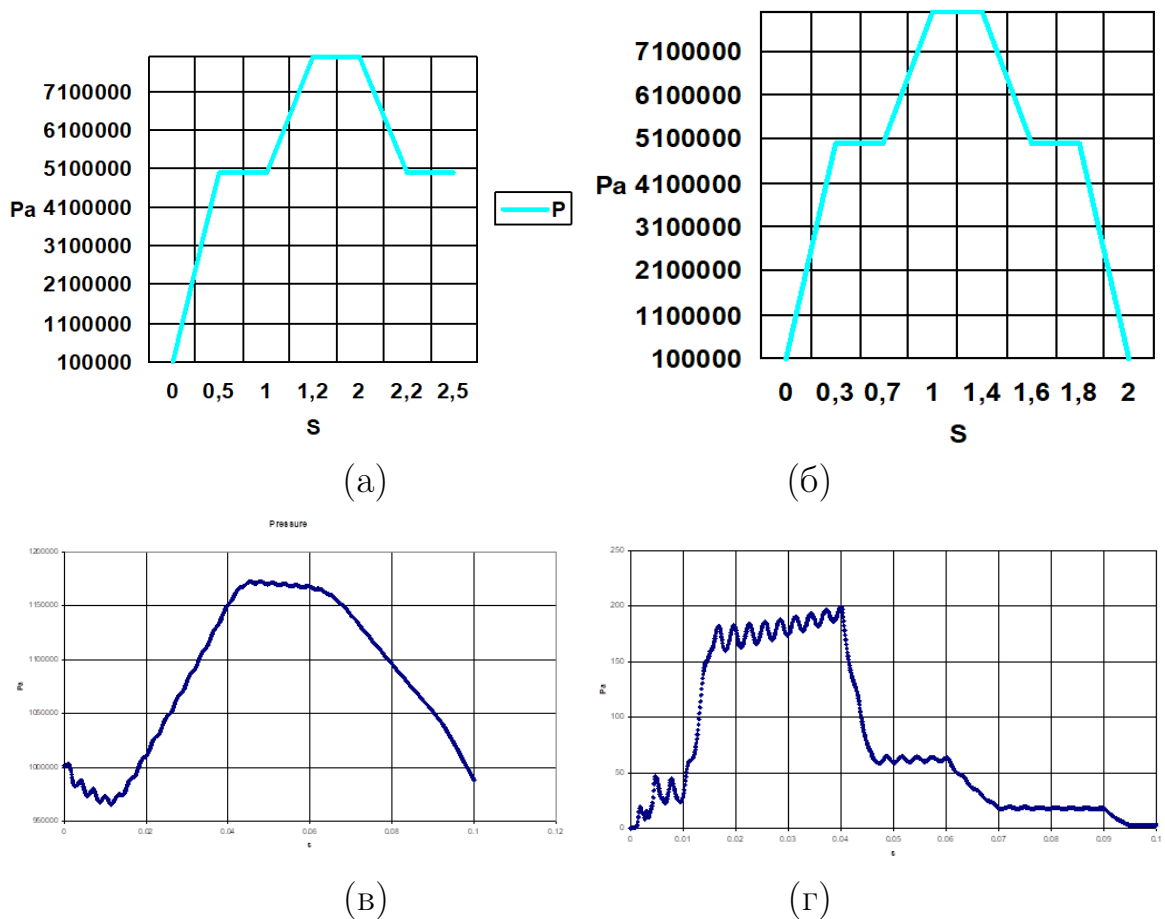 7100000
6100000
5100000
4100000
3100000
2100000
1100000
100000
Pa
0 0,5 1 1,2 2 2,2 2,5
S
P
(а)
7100000
6100000
5100000
4100000
3100000
2100000
1100000
100000
Pa
0 0,3 0,7 1 1,4 1,6 1,8 2
S
(б)
Pressure
1200000
1150000
1100000
1050000
1000000
950000
Pa
0 0.02 0.04 0.06 0.08 0.1 0.12
s
(в)
250
200
150
100
50
0
Pa
0 0.01 0.02 0.03 0.04 0.05 0.06 0.07 0.08 0.09 0.1
s
(г)